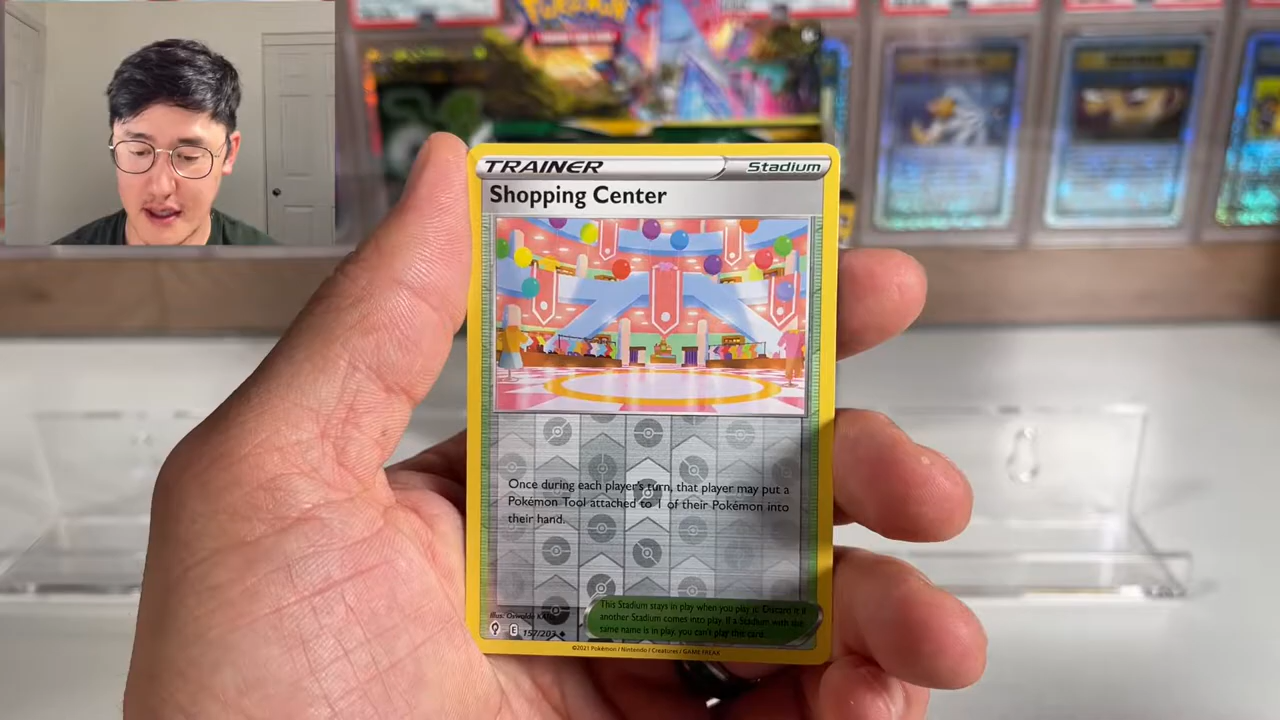 Pokémon
TRAINER
Stadium
Shopping Center
Once during each player's turn, that player may put a
Pokémon Tool attached to 1 of their Pokémon into
their hand.
This Stadium stays in play when you play it. Discard it if
another Stadium comes into play. If a Stadium with the
same name is in play, you can't play this card.
Illus. Oswaldo
E 157/203
©2021 Pokémon / Nintendo / Creatures / GAME FREAK